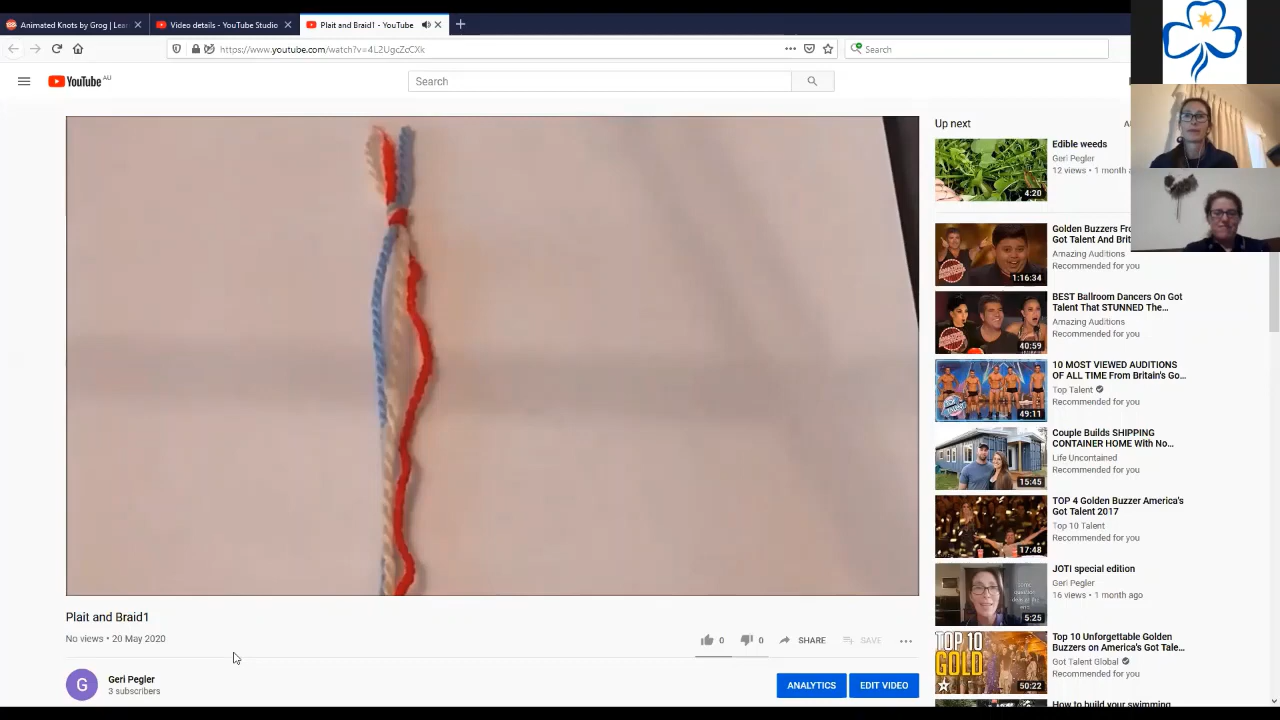 Animated Knots by Grog | Lear
Video details - YouTube Studio
Plait and Braid1 - YouTube
https://www.youtube.com/watch?v=4L2UgcZcCXk
Search
YouTube AU
Search
Up next
Edible weeds
Geri Pegler
12 views • 1 month a
4:20
Golden Buzzers Fro
Got Talent And Brit
Amazing Auditions
Recommended for you
1:16:34
BEST Ballroom Dancers On Got
Talent That STUNNED The...
Amazing Auditions
Recommended for you
40:59
10 MOST VIEWED AUDITIONS
OF ALL TIME From Britain's Go...
Top Talent
Recommended for you
49:11
Couple Builds SHIPPING
CONTAINER HOME With No...
Life Uncontained
Recommended for you
15:45
TOP 4 Golden Buzzer America's
Got Talent 2017
Top 10 Talent
Recommended for you
17:48
JOTI special edition
Geri Pegler
16 views • 1 month ago
5:25
TOP 10
GOLD
Top 10 Unforgettable Golden
Buzzers on America's Got Tale...
Got Talent Global
Recommended for you
50:22
How to build your swimming
Plait and Braid1
No views • 20 May 2020
0
0
SHARE
SAVE
G
Geri Pegler
3 subscribers
ANALYTICS
EDIT VIDEO